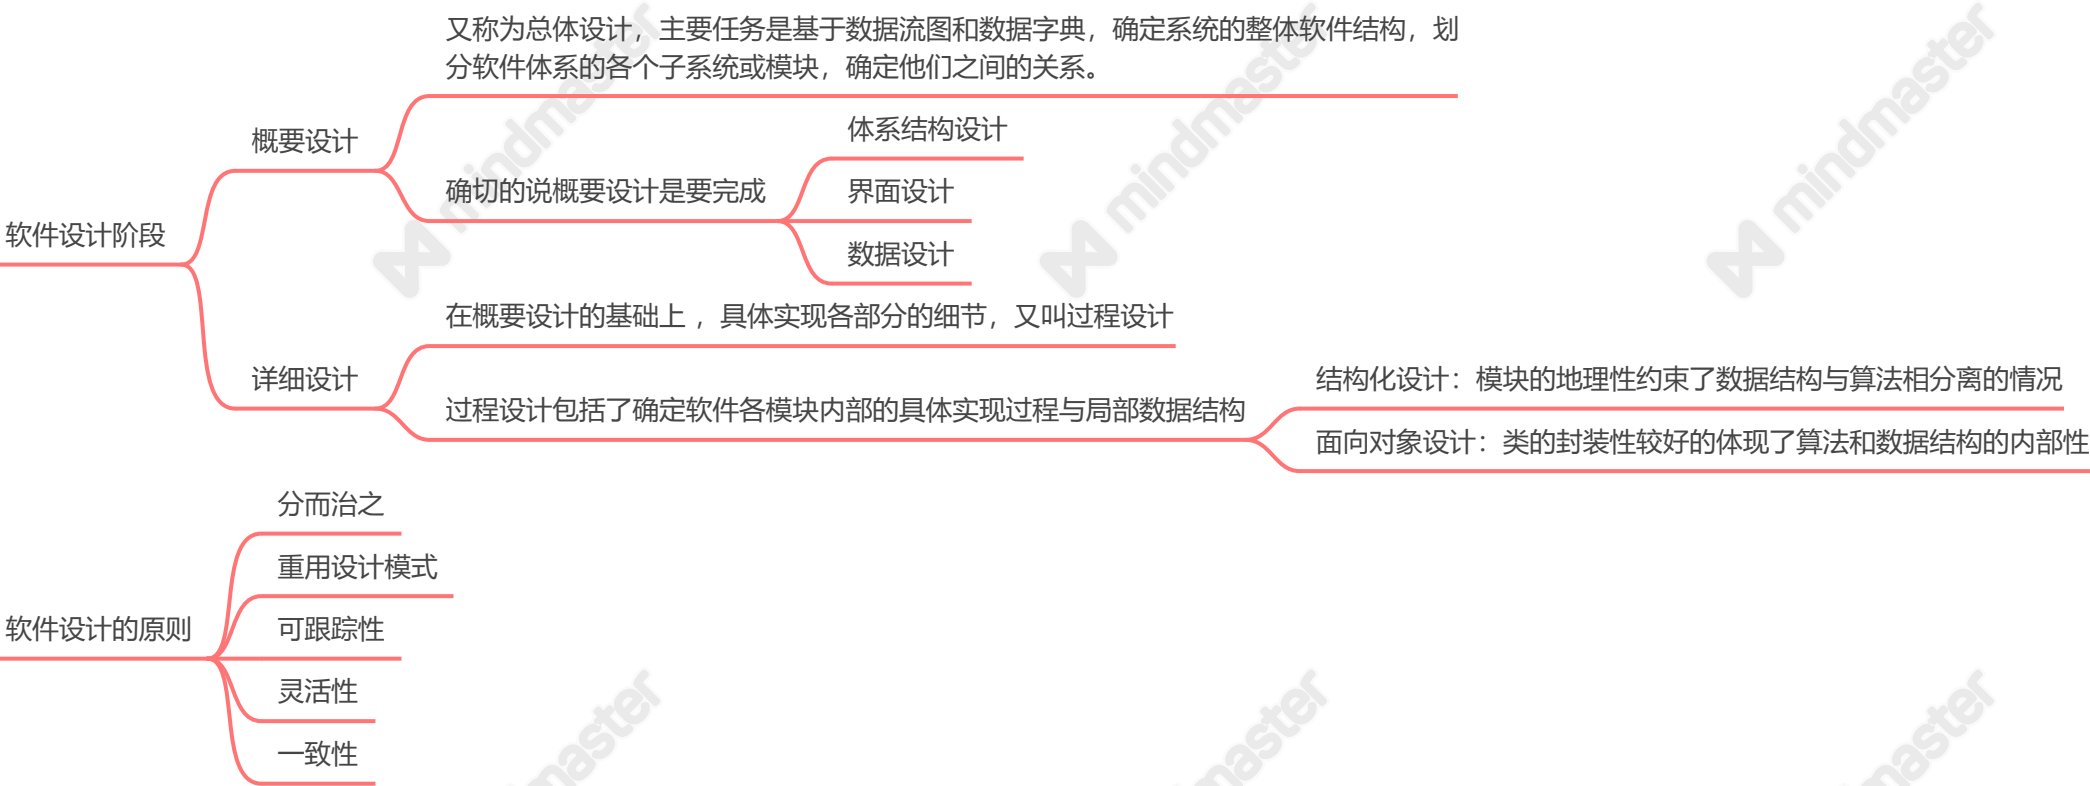 软件设计阶段
概要设计
又称为总体设计，主要任务是基于数据流图和数据字典，确定系统的整体软件结构，划
分软件体系的各个子系统或模块，确定他们之间的关系。
确切的说概要设计是要完成
体系结构设计
界面设计
数据设计
详细设计
在概要设计的基础上 ，具体实现各部分的细节，又叫过程设计
过程设计包括了确定软件各模块内部的具体实现过程与局部数据结构
结构化设计：模块的地理性约束了数据结构与算法相分离的情况
面向对象设计：类的封装性较好的体现了算法和数据结构的内部性
软件设计的原则
分而治之
重用设计模式
可跟踪性
灵活性
一致性
mindmaster
mindmaster
mindmaster
mindmaster
mindmaster
mindmaster